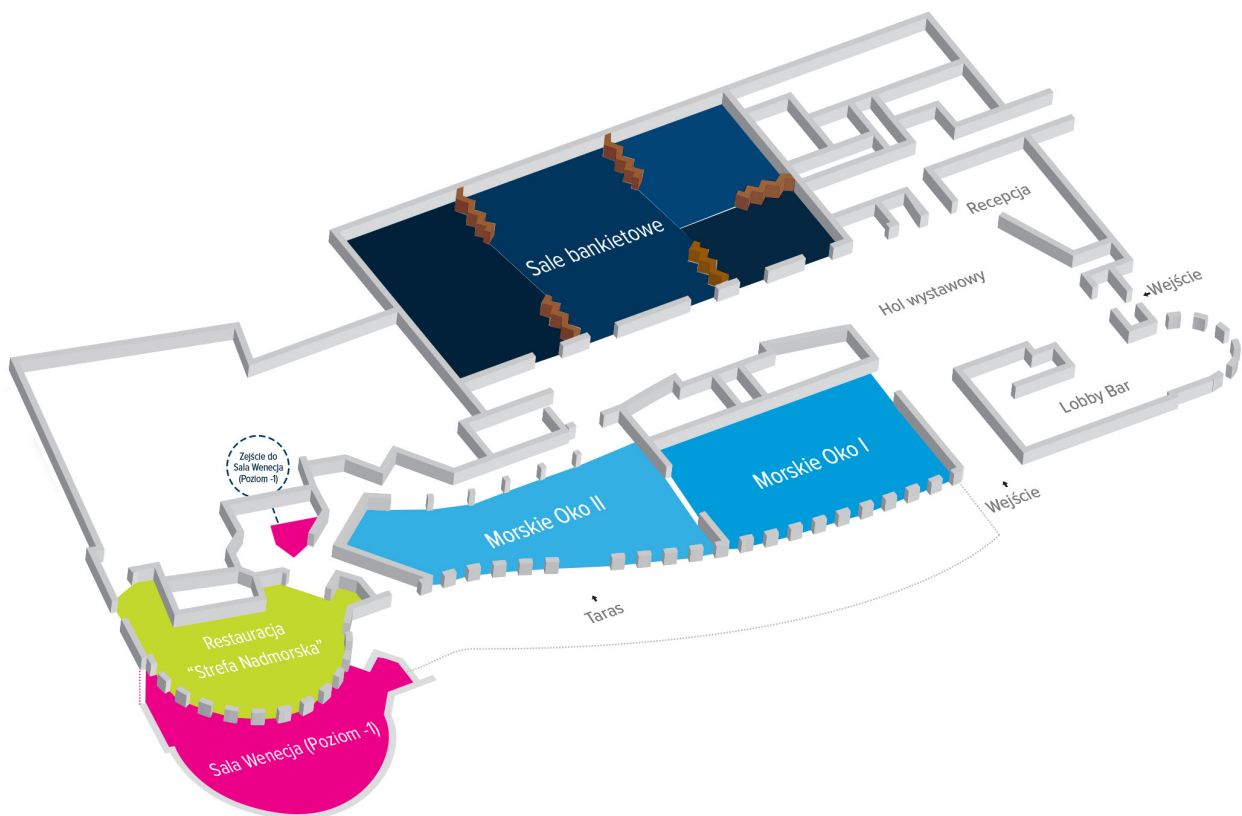 Sale bankietowe
Recepcja
Hol wystawowy
Wejście
Lobby Bar
Zejście do
Sala Wenecja
(Poziom -1)
Morskie Oko I
Morskie Oko II
Wejście
Taras
Restauracja
“Strefa Nadmorska”
Sala Wenecja (Poziom -1)